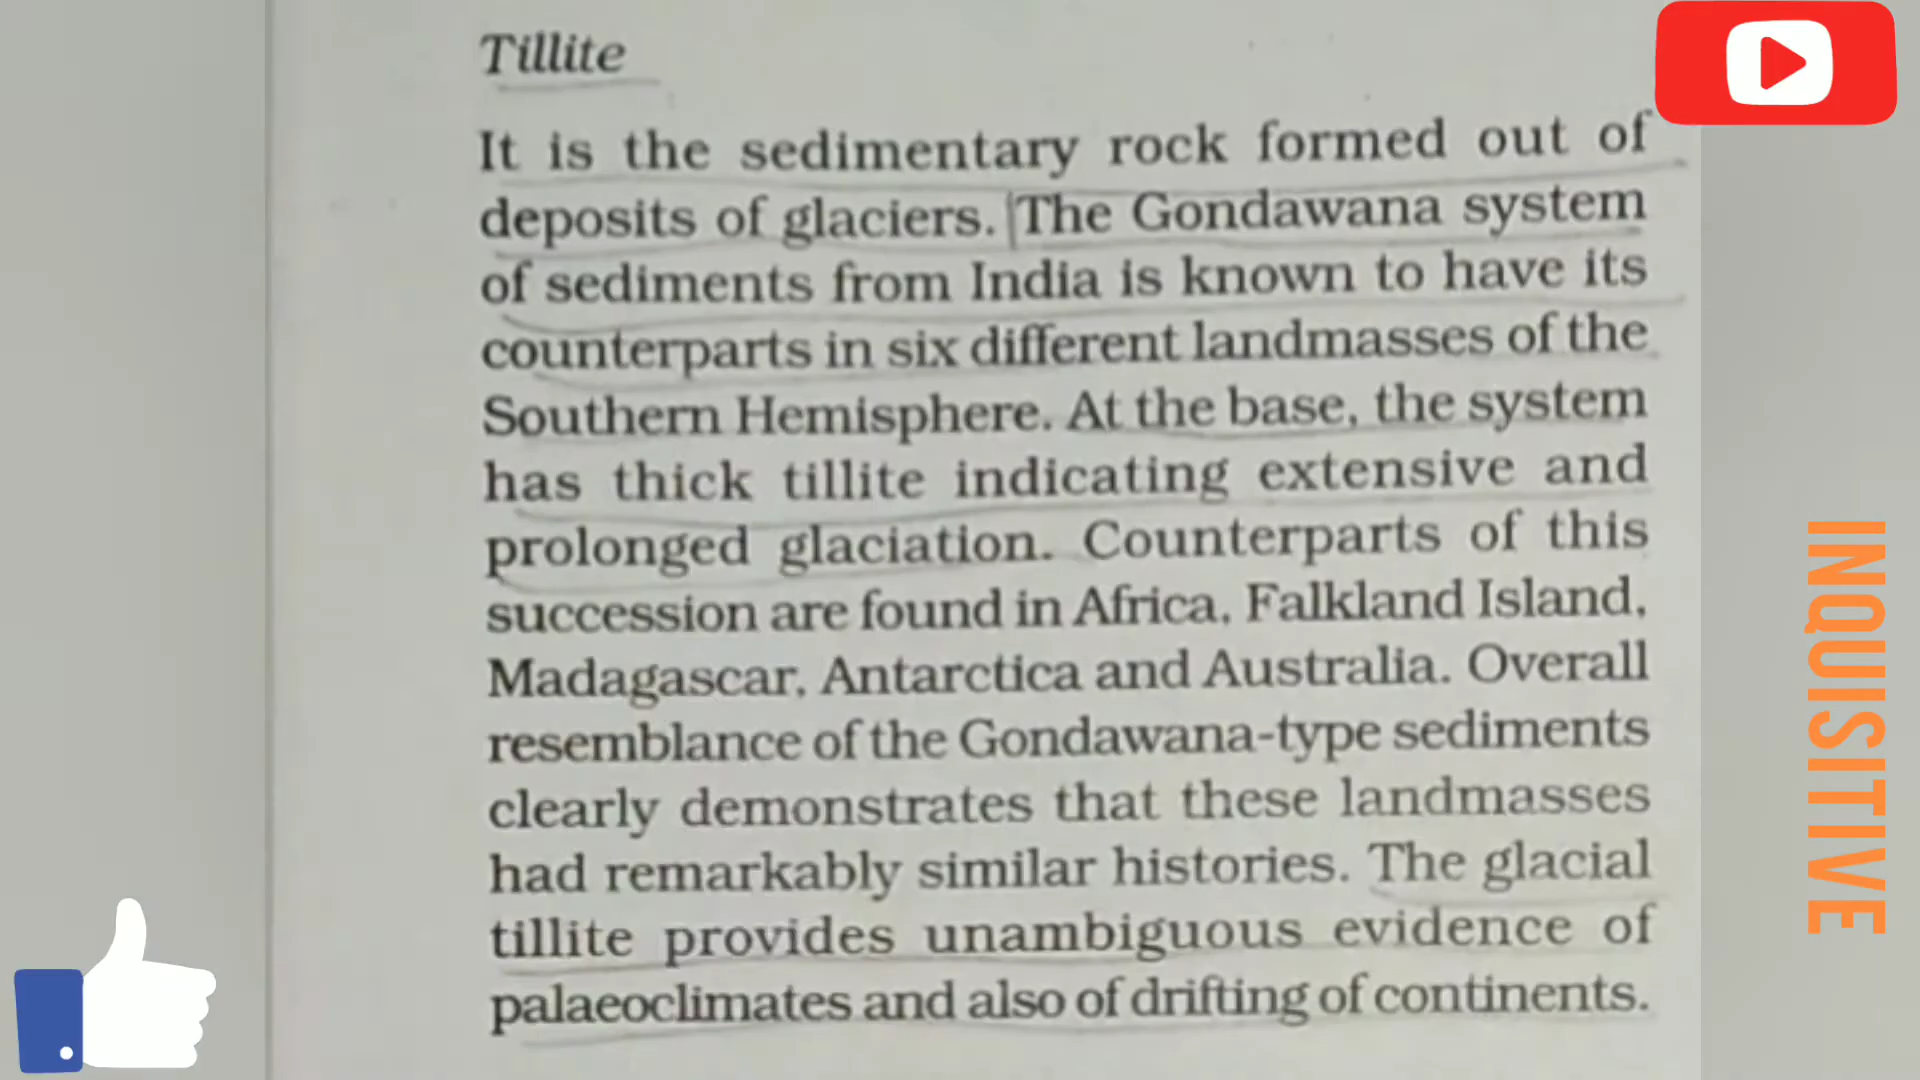 Tillite
It is the sedimentary rock formed out of
deposits of glaciers. The Gondawana system
of sediments from India is known to have its
counterparts in six different landmasses of the
Southern Hemisphere. At the base, the system
has thick tillite indicating extensive and
prolonged glaciation. Counterparts of this
succession are found in Africa, Falkland Island,
Madagascar, Antarctica and Australia. Overall
resemblance of the Gondawana-type sediments
clearly demonstrates that these landmasses
had remarkably similar histories. The glacial
tillite provides unambiguous evidence of
palaeoclimates and also of drifting of continents.
INQUISITIVE